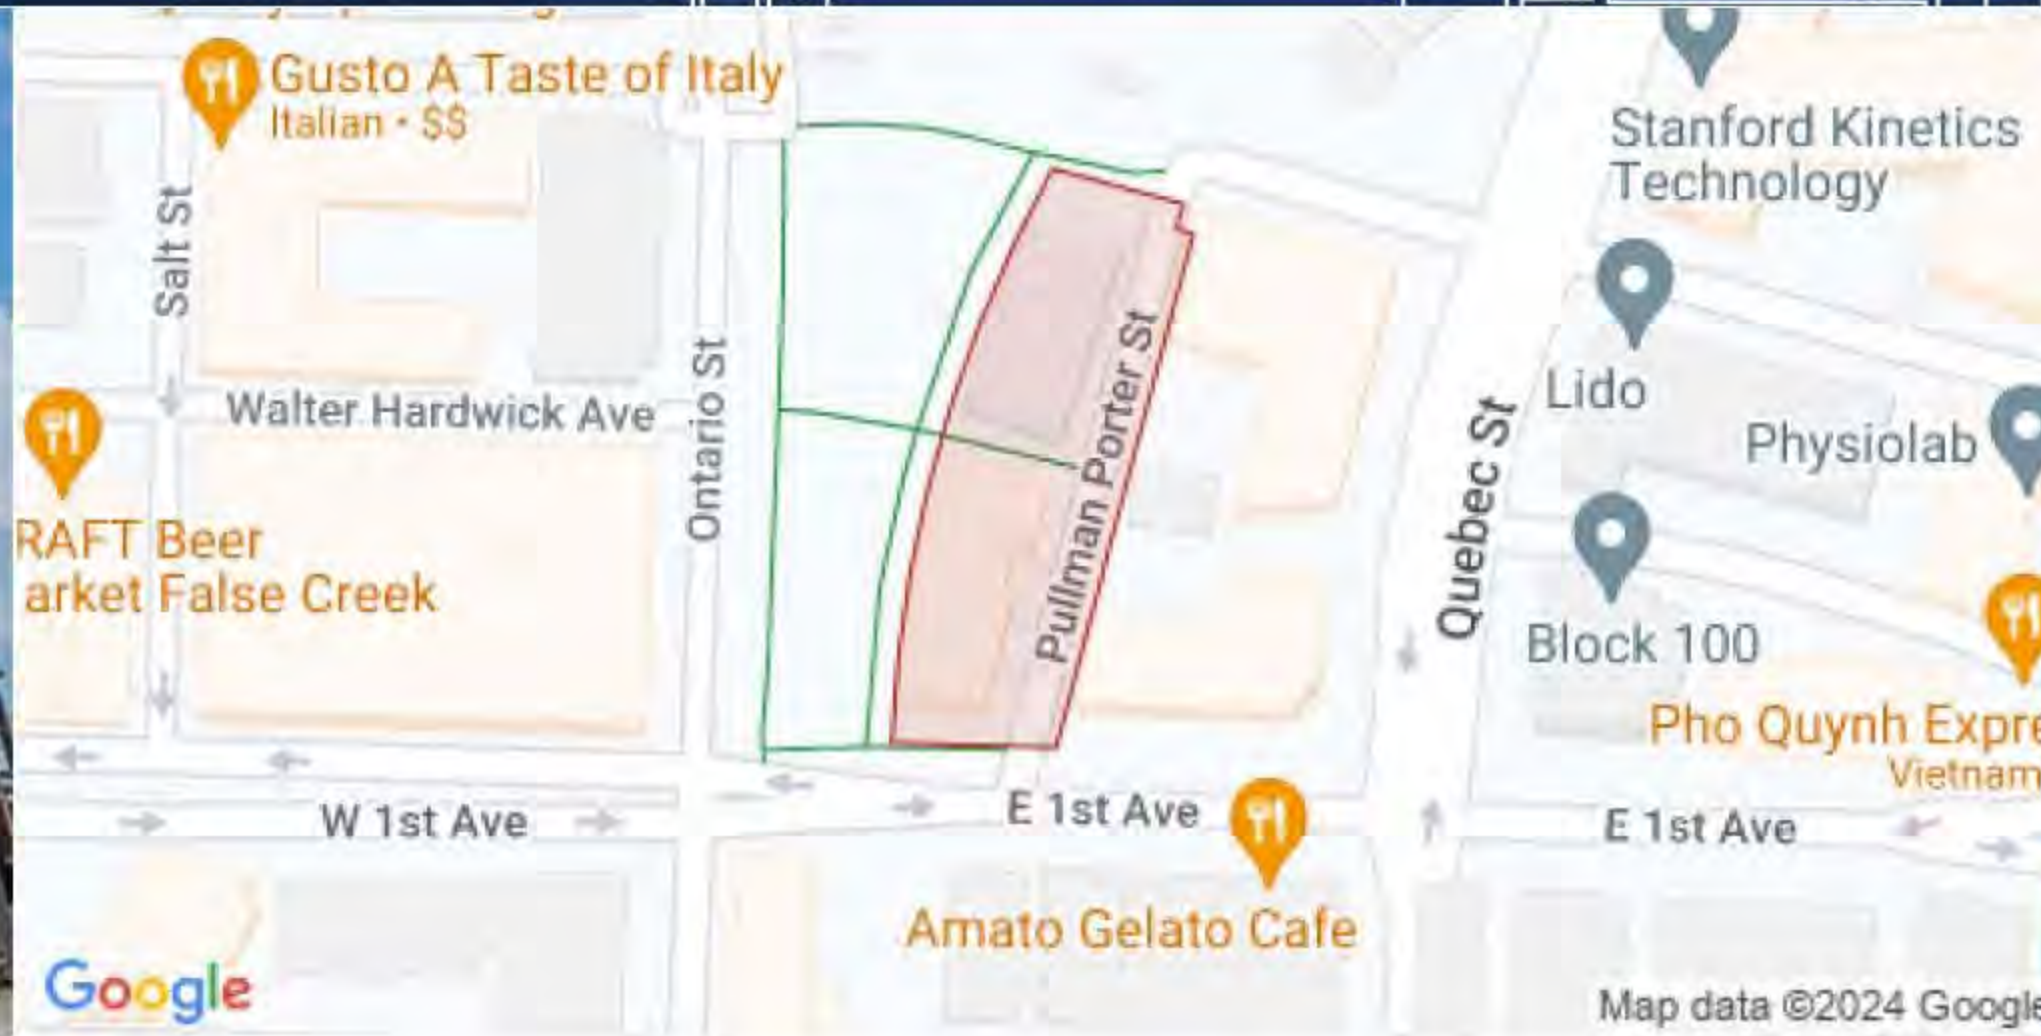 Gusto A Taste of Italy
Italian • $$
Stanford Kinetics
Technology
Salt St
Lido
Walter Hardwick Ave
Ontario St
Pullman Porter St
Quebec St
Physiolab
RAFT Beer
arket False Creek
Block 100
Pho Quynh Expre
Vietnam
W 1st Ave
E 1st Ave
E 1st Ave
Amato Gelato Cafe
Google
Map data ©2024 Google